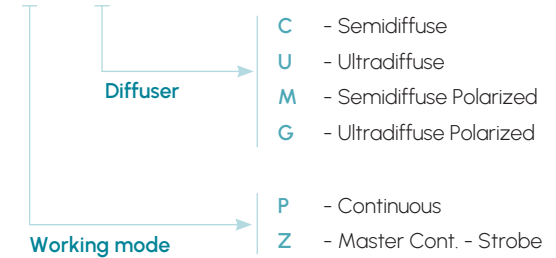 C - Semidiffuse
U - Ultradiffuse
Diffuser
M - Semidiffuse Polarized
G - Ultradiffuse Polarized
P - Continuous
Working mode
Z - Master Cont. - Strobe